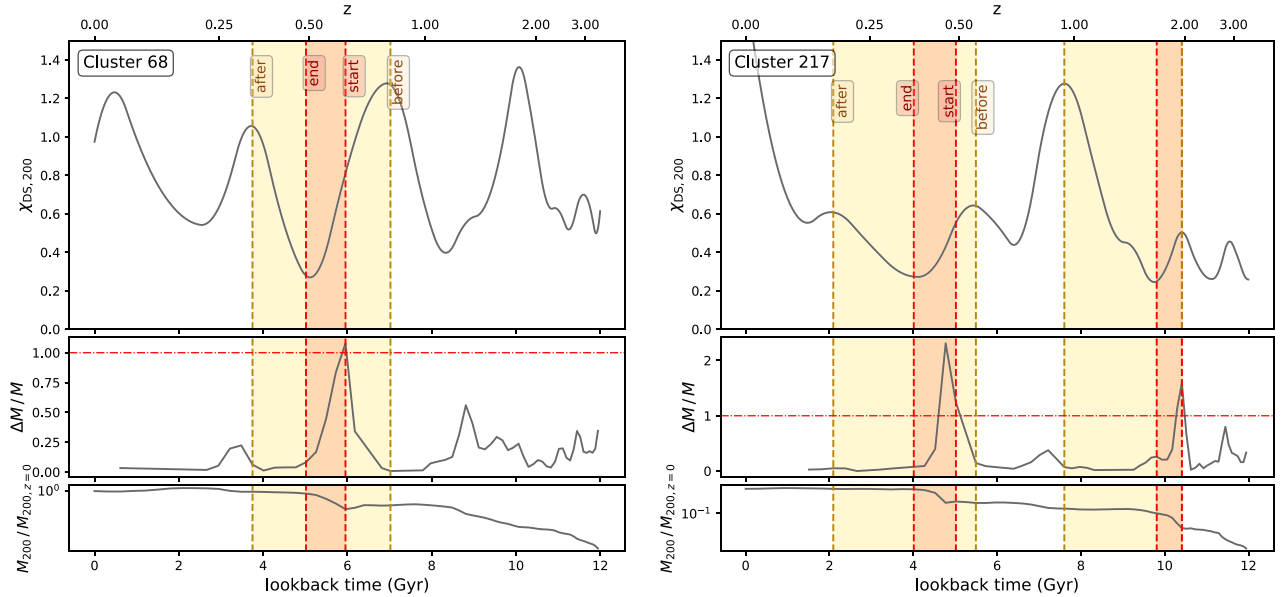 z
0.00 0.25 0.50 1.00 2.00 3.00
Cluster 68
after
end
start
before
χDS, 200
1.4
1.2
1.0
0.8
0.6
0.4
0.2
0.0
ΔM / M
1.00
0.75
0.50
0.25
0.00
M200 / M200, z=0
10⁰
0 2 4 6 8 10 12
lookback time (Gyr)
z
0.00 0.25 0.50 1.00 2.00 3.00
Cluster 217
after
end
start
before
χDS, 200
1.4
1.2
1.0
0.8
0.6
0.4
0.2
0.0
ΔM / M
2
1
0
M200 / M200, z=0
10⁻¹
0 2 4 6 8 10 12
lookback time (Gyr)